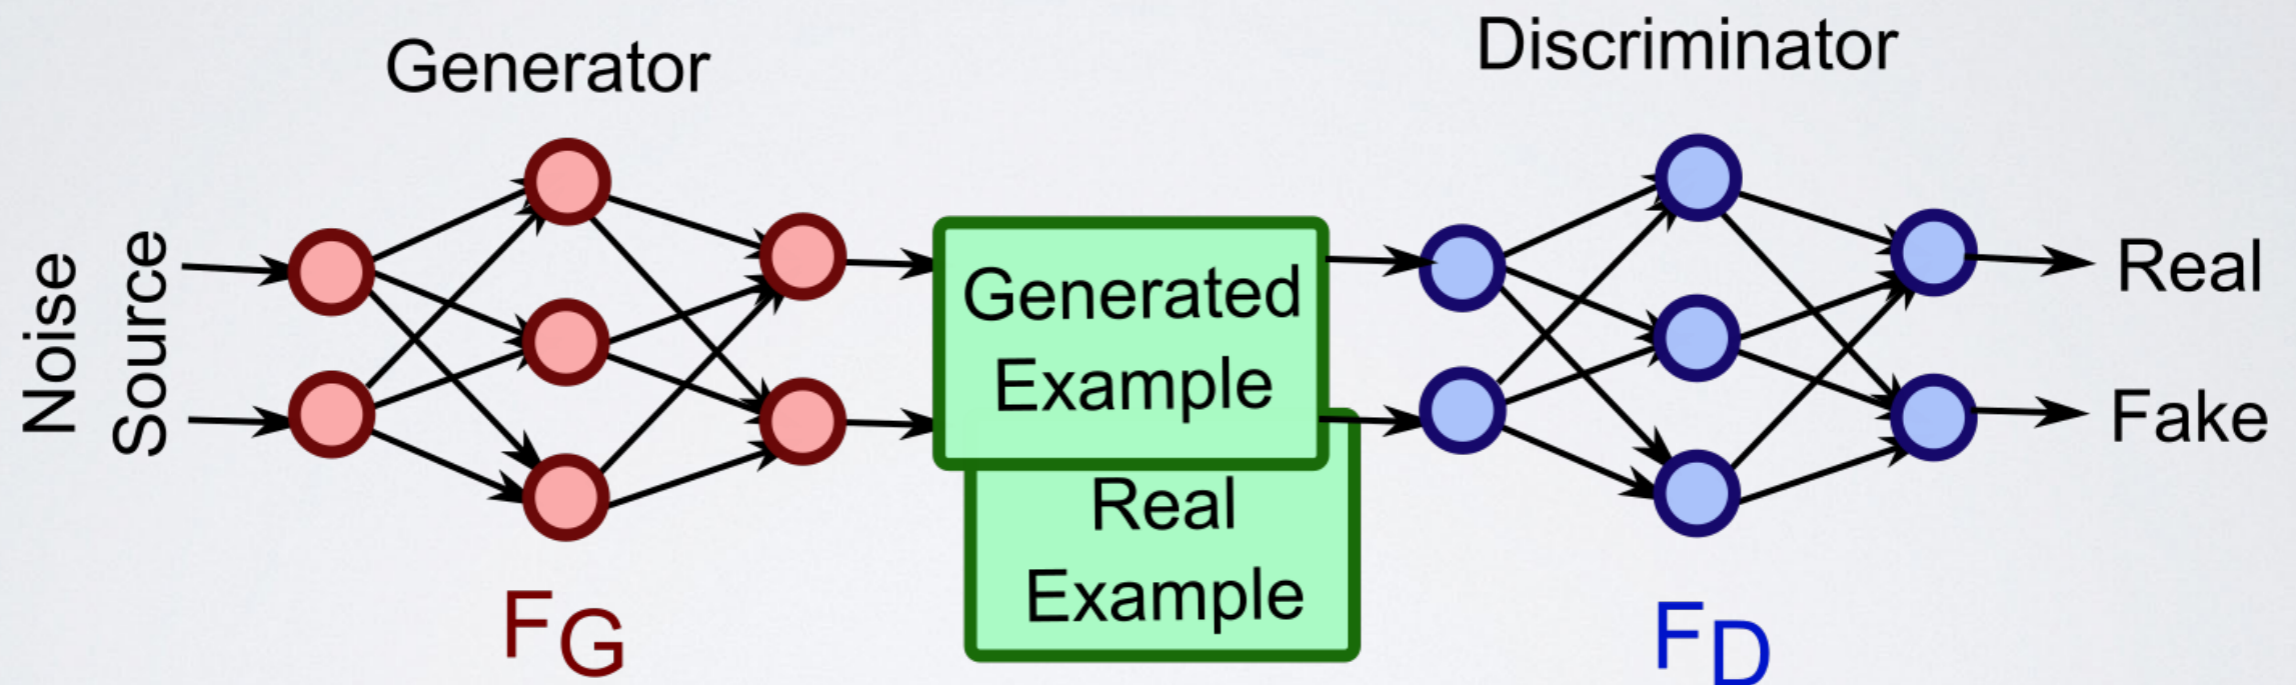 Generator
Discriminator
Noise
Source
Generated
Example
Real
Example
Real
Fake
FG
FD